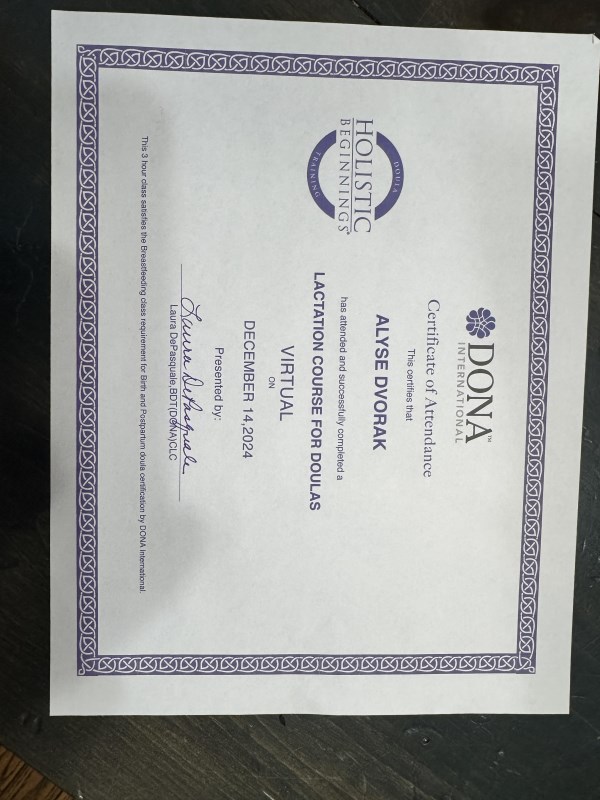 DONA™
INTERNATIONAL
Certificate of Attendance
This certifies that
ALYSE DVORAK
has attended and successfully completed a
LACTATION COURSE FOR DOULAS
ON
VIRTUAL
DECEMBER 14,2024
Presented by:
Laura DePasquale
Laura DePasquale,BDT(DONA)CLC
This 3 hour class satisfies the Breastfeeding class requirement for Birth and Postpartum doula certification by DONA International.
DOULA
HOLISTIC
BEGINNINGS®
TRAINING